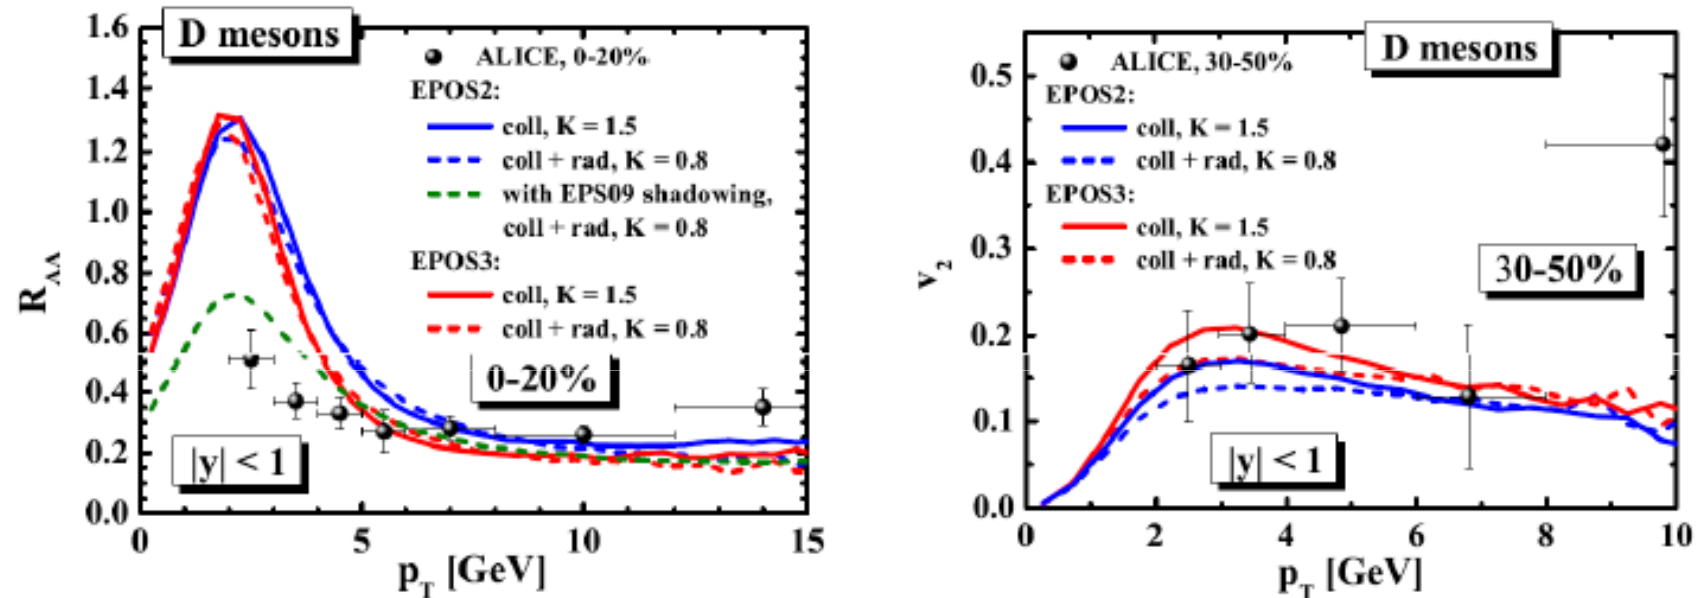 D mesons
ALICE, 0-20%
EPOS2:
coll, K = 1.5
coll + rad, K = 0.8
with EPS09 shadowing,
coll + rad, K = 0.8
EPOS3:
coll, K = 1.5
coll + rad, K = 0.8
0-20%
|y| < 1
R_AA
1.6
1.4
1.2
1.0
0.8
0.6
0.4
0.2
0.0
0 5 10 15
p_T [GeV]
D mesons
ALICE, 30-50%
EPOS2:
coll, K = 1.5
coll + rad, K = 0.8
EPOS3:
coll, K = 1.5
coll + rad, K = 0.8
30-50%
|y| < 1
v_2
0.5
0.4
0.3
0.2
0.1
0.0
0 2 4 6 8 10
p_T [GeV]